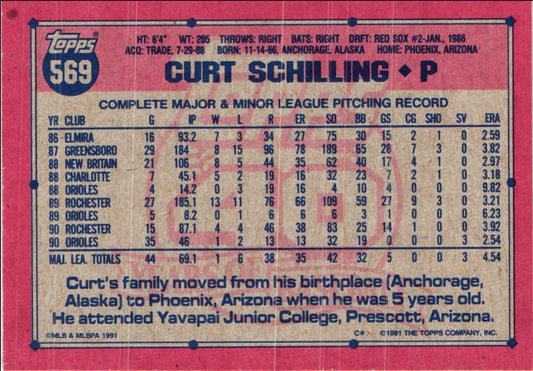 Topps
569
HT: 6'4" WT: 205 THROWS: RIGHT BATS: RIGHT DRFT: RED SOX #2-JAN., 1986
ACQ: TRADE, 7-29-88 BORN: 11-14-66, ANCHORAGE, ALASKA HOME: PHOENIX, ARIZONA
CURT SCHILLING ♦ P
COMPLETE MAJOR & MINOR LEAGUE PITCHING RECORD
YR CLUB G IP W L R ER SO BB GS CG SHO SV ERA
86 ELMIRA 16 93.2 7 3 34 27 75 30 15 2 1 0 2.59
87 GREENSBORO 29 184 8 15 96 78 189 65 28 7 3 0 3.82
88 NEW BRITAIN 21 106 8 5 44 35 62 40 17 4 1 0 2.97
88 CHARLOTTE 7 45.1 5 2 19 16 32 23 7 2 1 0 3.18
88 ORIOLES 4 14.2 0 3 19 16 4 10 4 0 0 0 9.82
89 ROCHESTER 27 185.1 13 11 76 66 109 59 27 9 3 0 3.21
89 ORIOLES 5 8.2 0 1 6 6 6 3 1 0 0 0 6.23
90 ROCHESTER 15 87.1 4 4 46 38 83 25 14 1 0 0 3.92
90 ORIOLES 35 46 1 2 13 13 32 19 0 0 0 3 2.54
MAJ. LEA. TOTALS 44 69.1 1 6 38 35 42 32 5 0 0 3 4.54
Curt's family moved from his birthplace (Anchorage,
Alaska) to Phoenix, Arizona when he was 5 years old.
He attended Yavapai Junior College, Prescott, Arizona.
©MLB & MLBPA 1991 C* ©1991 THE TOPPS COMPANY, INC.